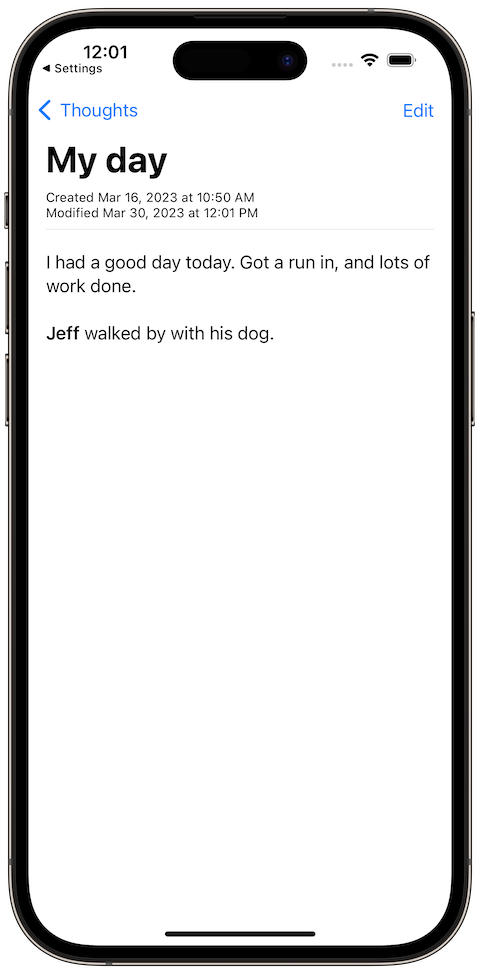 12:01
◀ Settings
Thoughts
Edit
My day
Created Mar 16, 2023 at 10:50 AM
Modified Mar 30, 2023 at 12:01 PM
I had a good day today. Got a run in, and lots of
work done.
Jeff walked by with his dog.